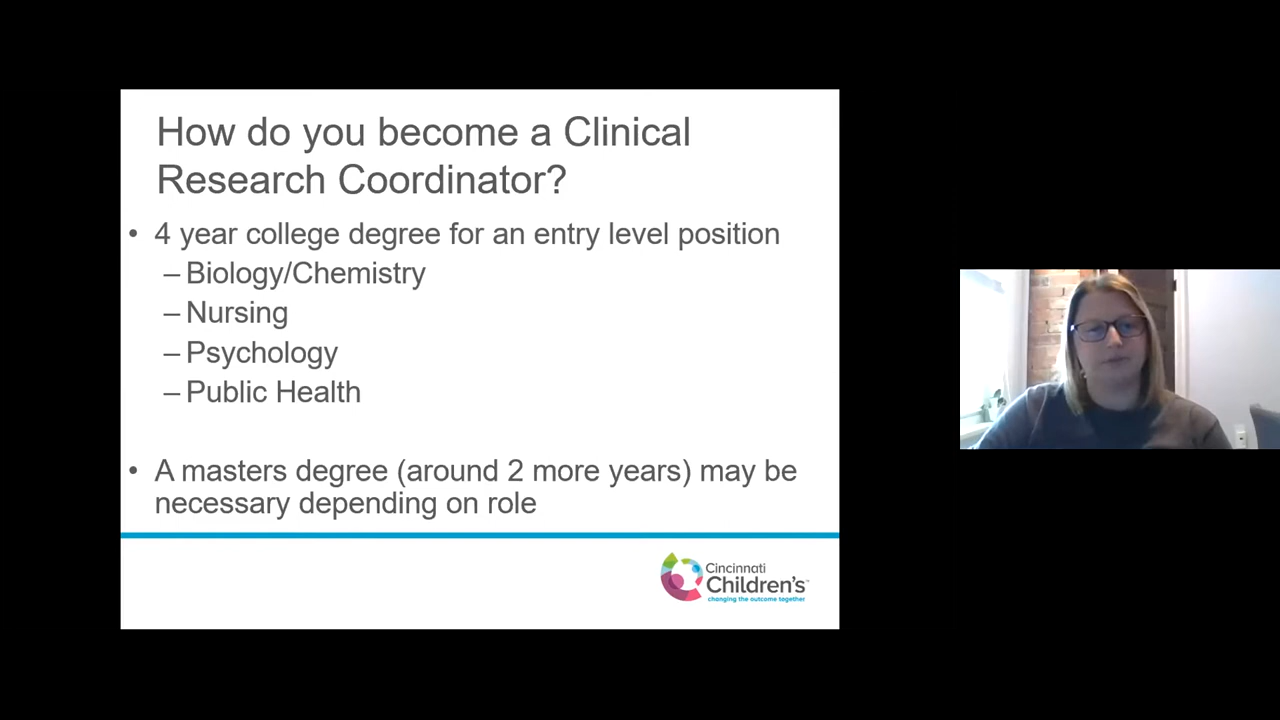 How do you become a Clinical
Research Coordinator?
• 4 year college degree for an entry level position
– Biology/Chemistry
– Nursing
– Psychology
– Public Health
• A masters degree (around 2 more years) may be
necessary depending on role
Cincinnati
Children's™
changing the outcome together